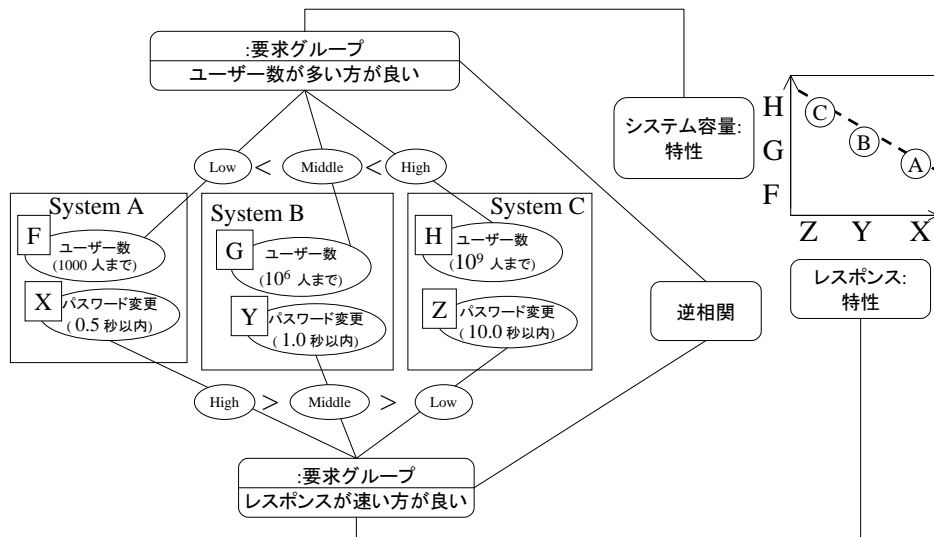 :要求グループ
ユーザー数が多い方が良い
システム容量:
特性
Low < Middle < High
System A
F
ユーザー数
(1000 人まで)
X
パスワード変更
( 0.5 秒以内)
System B
G
ユーザー数
(10⁶ 人まで)
Y
パスワード変更
( 1.0 秒以内)
System C
H
ユーザー数
(10⁹ 人まで)
Z
パスワード変更
( 10.0 秒以内)
High > Middle > Low
:要求グループ
レスポンスが速い方が良い
逆相関
H
G
F
C
B
A
Z Y X
レスポンス:
特性